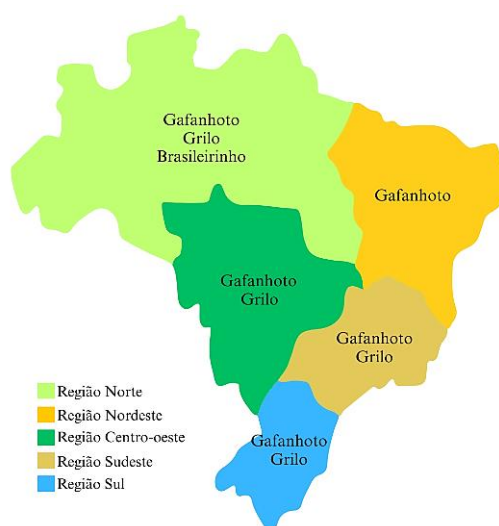 Gafanhoto
Grilo
Brasileirinho
Gafanhoto
Gafanhoto
Grilo
Gafanhoto
Grilo
Gafanhoto
Grilo
Região Norte
Região Nordeste
Região Centro-oeste
Região Sudeste
Região Sul